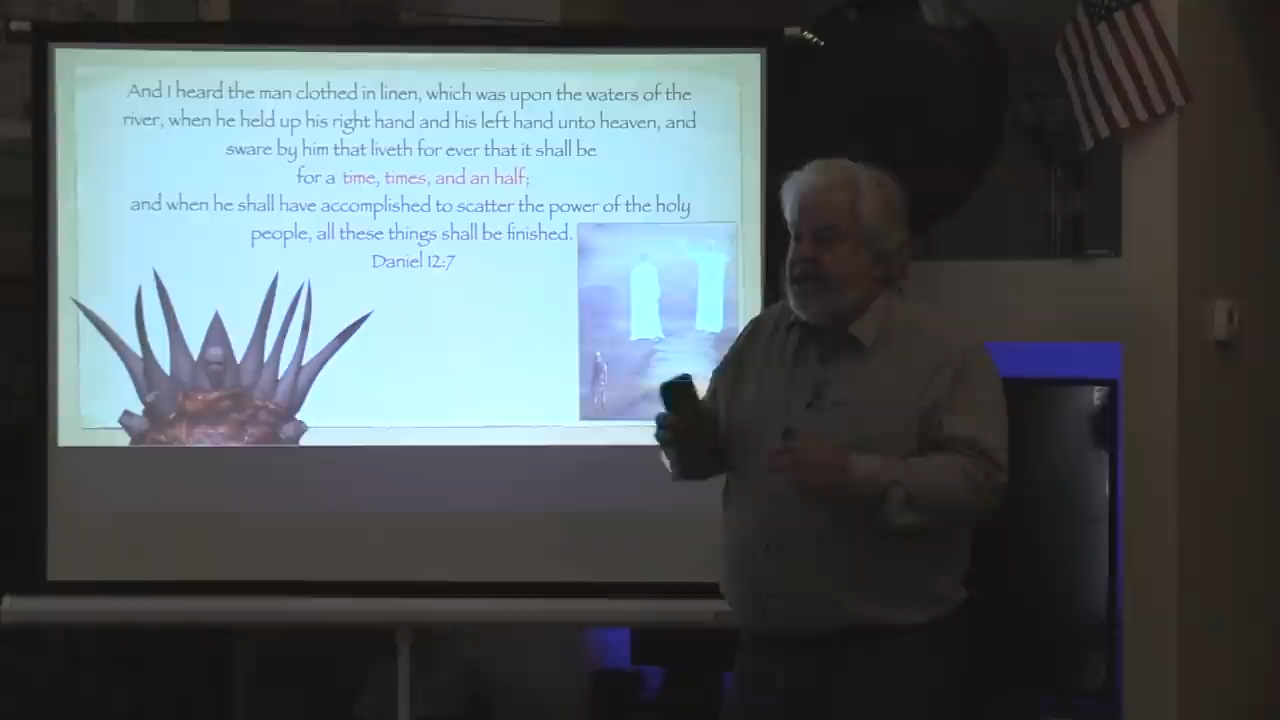 And I heard the man clothed in linen, which was upon the waters of the
river, when he held up his right hand and his left hand unto heaven, and
sware by him that liveth for ever that it shall be
for a time, times, and an half;
and when he shall have accomplished to scatter the power of the holy
people, all these things shall be finished.
Daniel 12:7